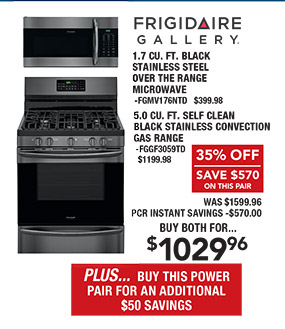 FRIGIDAIRE
GALLERY.
1.7 CU. FT. BLACK
STAINLESS STEEL
OVER THE RANGE
MICROWAVE
-FGMV176NTD $399.98
5.0 CU. FT. SELF CLEAN
BLACK STAINLESS CONVECTION
GAS RANGE
-FGGF3059TD
$1199.98
35% OFF
SAVE $570
ON THIS PAIR
WAS $1599.96
PCR INSTANT SAVINGS -$570.00
BUY BOTH FOR...
$102996
PLUS... BUY THIS POWER
PAIR FOR AN ADDITIONAL
$50 SAVINGS